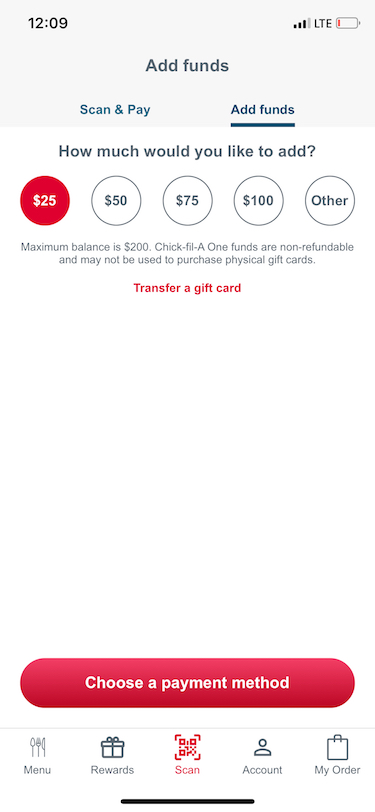 12:09
LTE
Add funds
Scan & Pay
Add funds
How much would you like to add?
$25
$50
$75
$100
Other
Maximum balance is $200. Chick-fil-A One funds are non-refundable
and may not be used to purchase physical gift cards.
Transfer a gift card
Choose a payment method
Menu
Rewards
Scan
Account
My Order